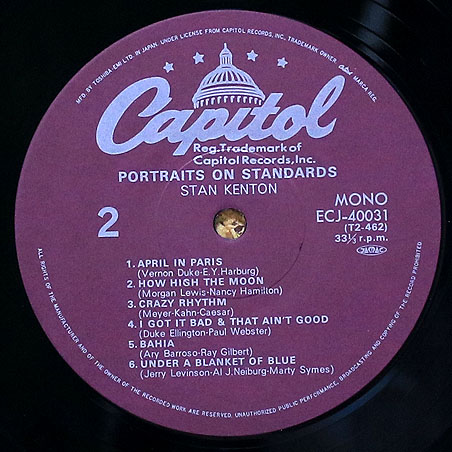 MFD. BY TOSHIBA-EMI LTD. IN JAPAN. UNDER LICENSE FROM CAPITOL RECORDS, INC., TRADEMARK OWNER MARCA REG.
Capitol
Reg. Trademark of
Capitol Records, Inc.
PORTRAITS ON STANDARDS
STAN KENTON
2
MONO
ECJ-40031
(T2-462)
33⅓ r.p.m.
1. APRIL IN PARIS
(Vernon Duke-E.Y. Harburg)
2. HOW HIGH THE MOON
(Morgan Lewis-Nancy Hamilton)
3. CRAZY RHYTHM
(Meyer-Kahn-Caesar)
4. I GOT IT BAD & THAT AIN'T GOOD
(Duke Ellington-Paul Webster)
5. BAHIA
(Ary Barroso-Ray Gilbert)
6. UNDER A BLANKET OF BLUE
(Jerry Levinson-Al J. Neiburg-Marty Symes)
ALL RIGHTS OF THE MANUFACTURER AND OF THE OWNER OF THE RECORDED WORK ARE RESERVED. UNAUTHORIZED PUBLIC PERFORMANCE, BROADCASTING AND COPYING OF THE RECORD PROHIBITED